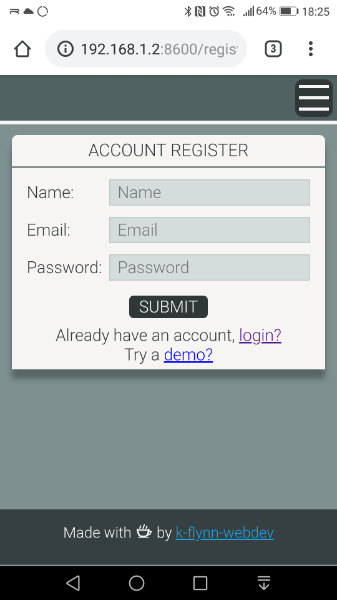 64% 18:25
192.168.1.2:8600/regis
3
ACCOUNT REGISTER
Name: Name
Email: Email
Password: Password
SUBMIT
Already have an account, login?
Try a demo?
Made with by k-flynn-webdev